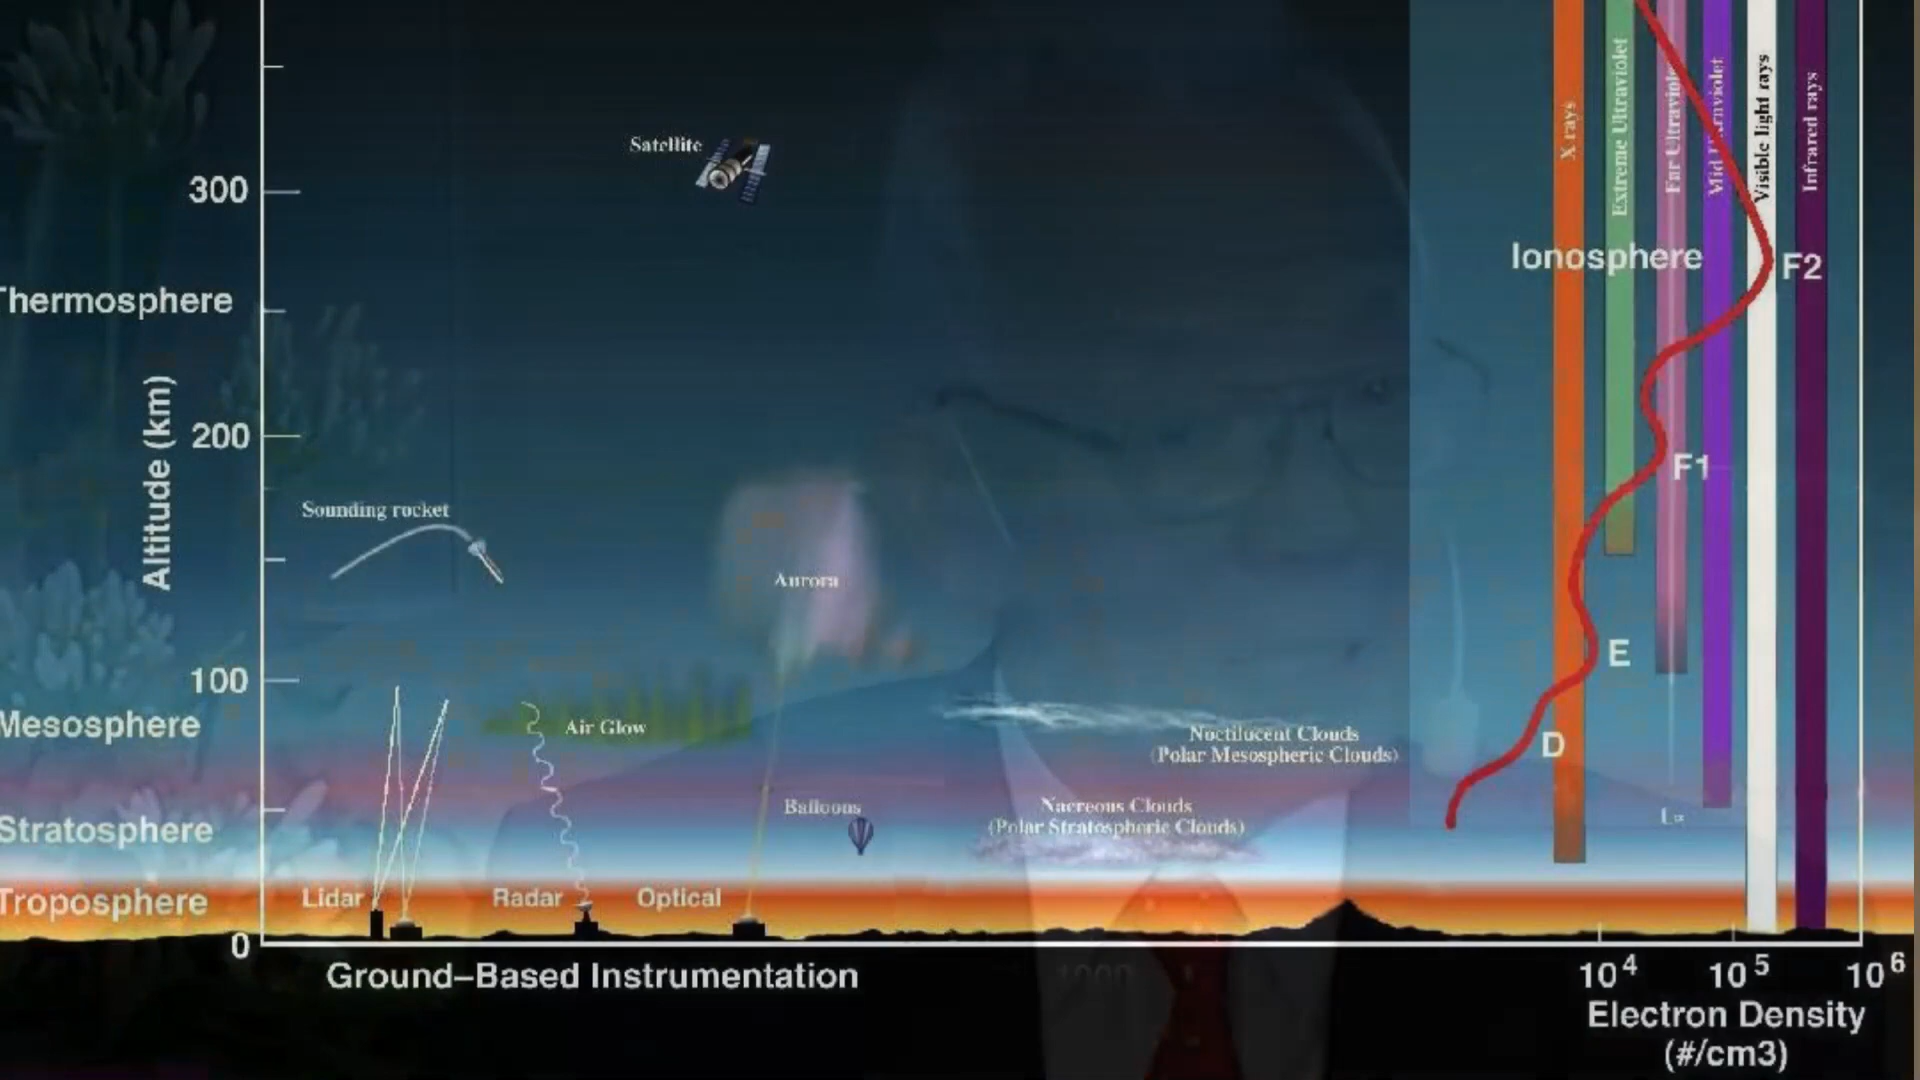 X rays
Extreme Ultraviolet
Far Ultraviolet
Mid Ultraviolet
Visible light rays
Infrared rays
Satellite
300
Ionosphere
F2
Thermosphere
Altitude (km)
200
F1
Sounding rocket
Aurora
E
100
Mesosphere
Air Glow
Noctilucent Clouds
(Polar Mesospheric Clouds)
D
Balloons
Nacreous Clouds
(Polar Stratospheric Clouds)
Stratosphere
Troposphere
Lidar
Radar
Optical
0
Ground–Based Instrumentation
10⁴
10⁵
10⁶
Electron Density
(#/cm3)